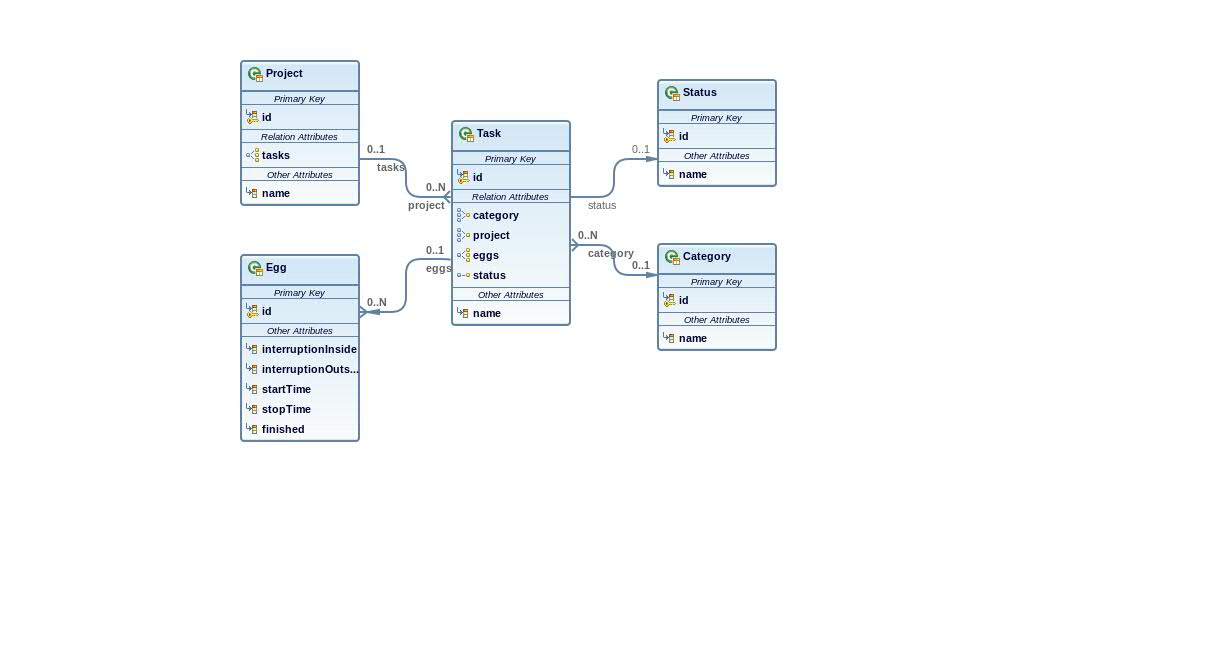 Project
Primary Key
id
Relation Attributes
tasks
Other Attributes
name
0..1
tasks
0..N
project
Task
Primary Key
id
Relation Attributes
category
project
eggs
status
Other Attributes
name
0..1
status
Status
Primary Key
id
Other Attributes
name
0..N
category
0..1
Category
Primary Key
id
Other Attributes
name
0..1
eggs
0..N
Egg
Primary Key
id
Other Attributes
interruptionInside
interruptionOuts...
startTime
stopTime
finished